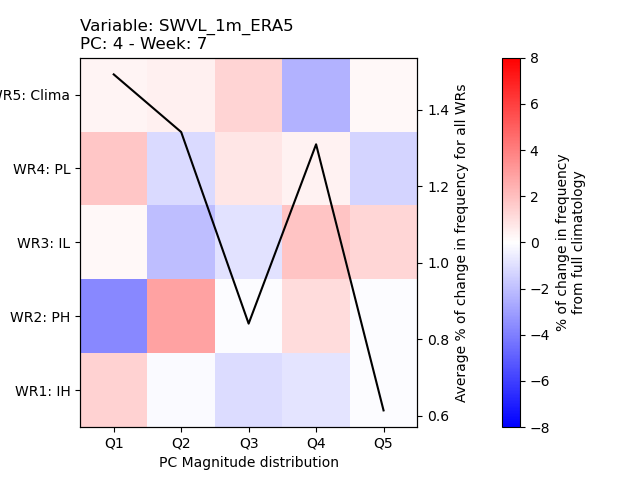 Variable: SWVL_1m_ERA5
PC: 4 - Week: 7
WR5: Clima
WR4: PL
WR3: IL
WR2: PH
WR1: IH
Q1 Q2 Q3 Q4 Q5
PC Magnitude distribution
1.4
1.2
1.0
0.8
0.6
Average % of change in frequency for all WRs
8
6
4
2
0
−2
−4
−6
−8
% of change in frequency
from full climatology